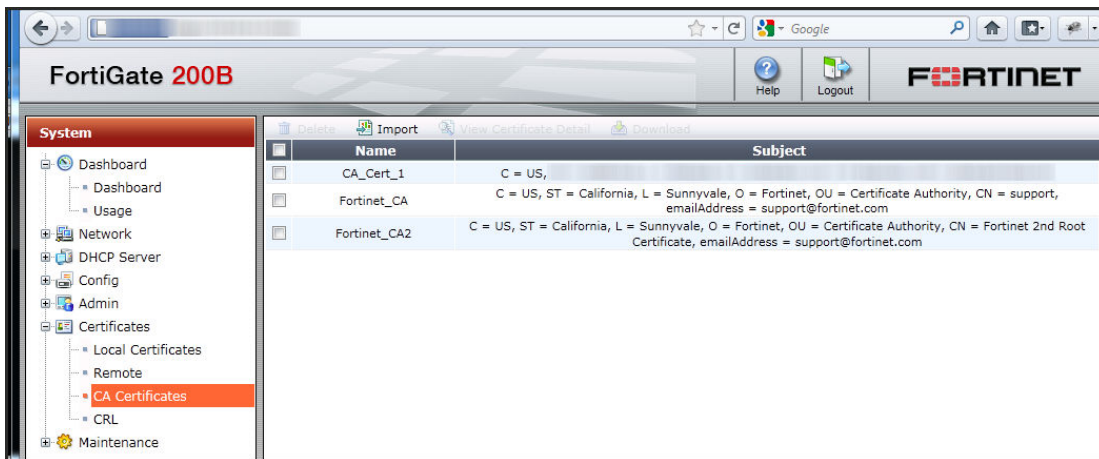 Google
FortiGate 200B
Help
Logout
FORTINET
System
Dashboard
Dashboard
Usage
Network
DHCP Server
Config
Admin
Certificates
Local Certificates
Remote
CA Certificates
CRL
Maintenance
Delete Import View Certificate Detail Download
Name Subject
CA_Cert_1 C = US,
Fortinet_CA C = US, ST = California, L = Sunnyvale, O = Fortinet, OU = Certificate Authority, CN = support,
emailAddress = support@fortinet.com
Fortinet_CA2 C = US, ST = California, L = Sunnyvale, O = Fortinet, OU = Certificate Authority, CN = Fortinet 2nd Root
Certificate, emailAddress = support@fortinet.com